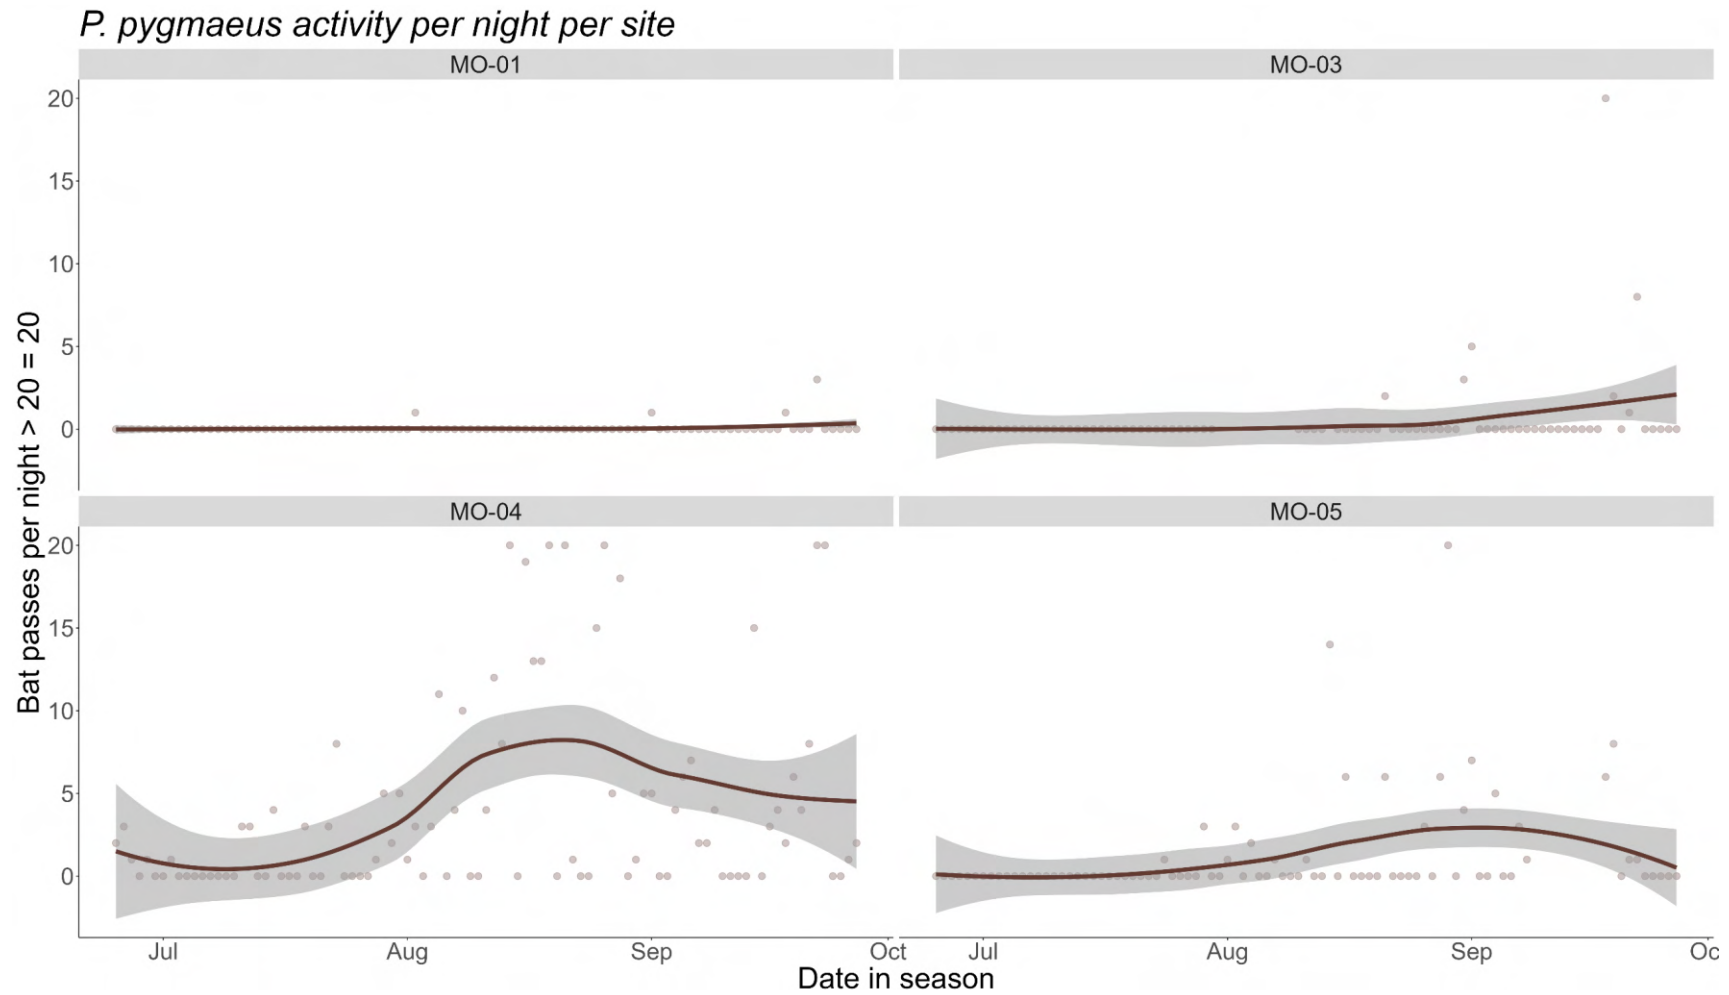 P. pygmaeus activity per night per site
MO-01
MO-03
20
15
10
5
0
MO-04
MO-05
20
15
10
5
0
Bat passes per night > 20 = 20
Jul
Aug
Sep
Oct
Jul
Aug
Sep
Oc
Date in season